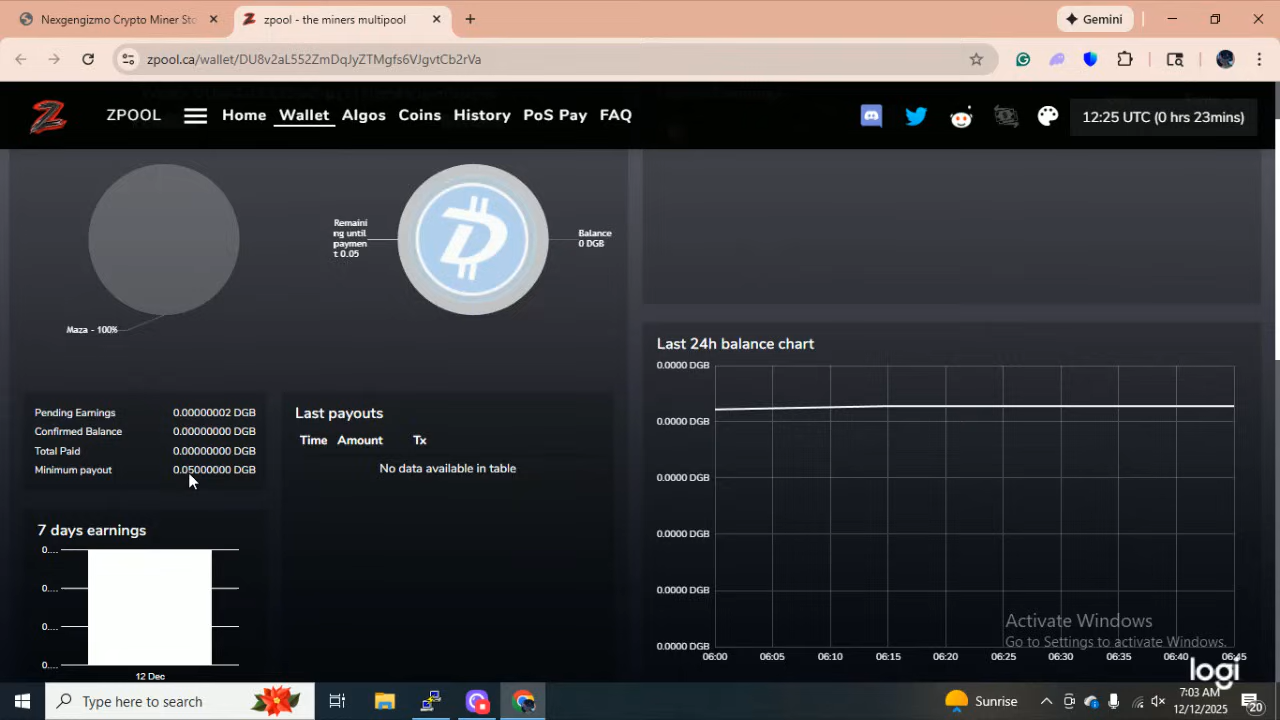 Nexgengizmo Crypto Miner Sto
zpool - the miners multipool
Gemini
zpool.ca/wallet/DU8v2aL552ZmDqJyZTMgfs6VJgvtCb2rVa
ZPOOL Home Wallet Algos Coins History PoS Pay FAQ
12:25 UTC (0 hrs 23mins)
Remaini
ng until
paymen
t 0.05
Balance
0 DGB
Maza - 100%
Pending Earnings 0.00000002 DGB
Confirmed Balance 0.00000000 DGB
Total Paid 0.00000000 DGB
Minimum payout 0.05000000 DGB
Last payouts
Time Amount Tx
No data available in table
7 days earnings
0....
0....
0....
0....
12 Dec
Last 24h balance chart
0.0000 DGB
0.0000 DGB
0.0000 DGB
0.0000 DGB
0.0000 DGB
0.0000 DGB
06:00 06:05 06:10 06:15 06:20 06:25 06:30 06:35 06:40 06:45
Activate Windows
Go to Settings to activate Windows.
logi
Type here to search
Sunrise
7:03 AM
12/12/2025
20